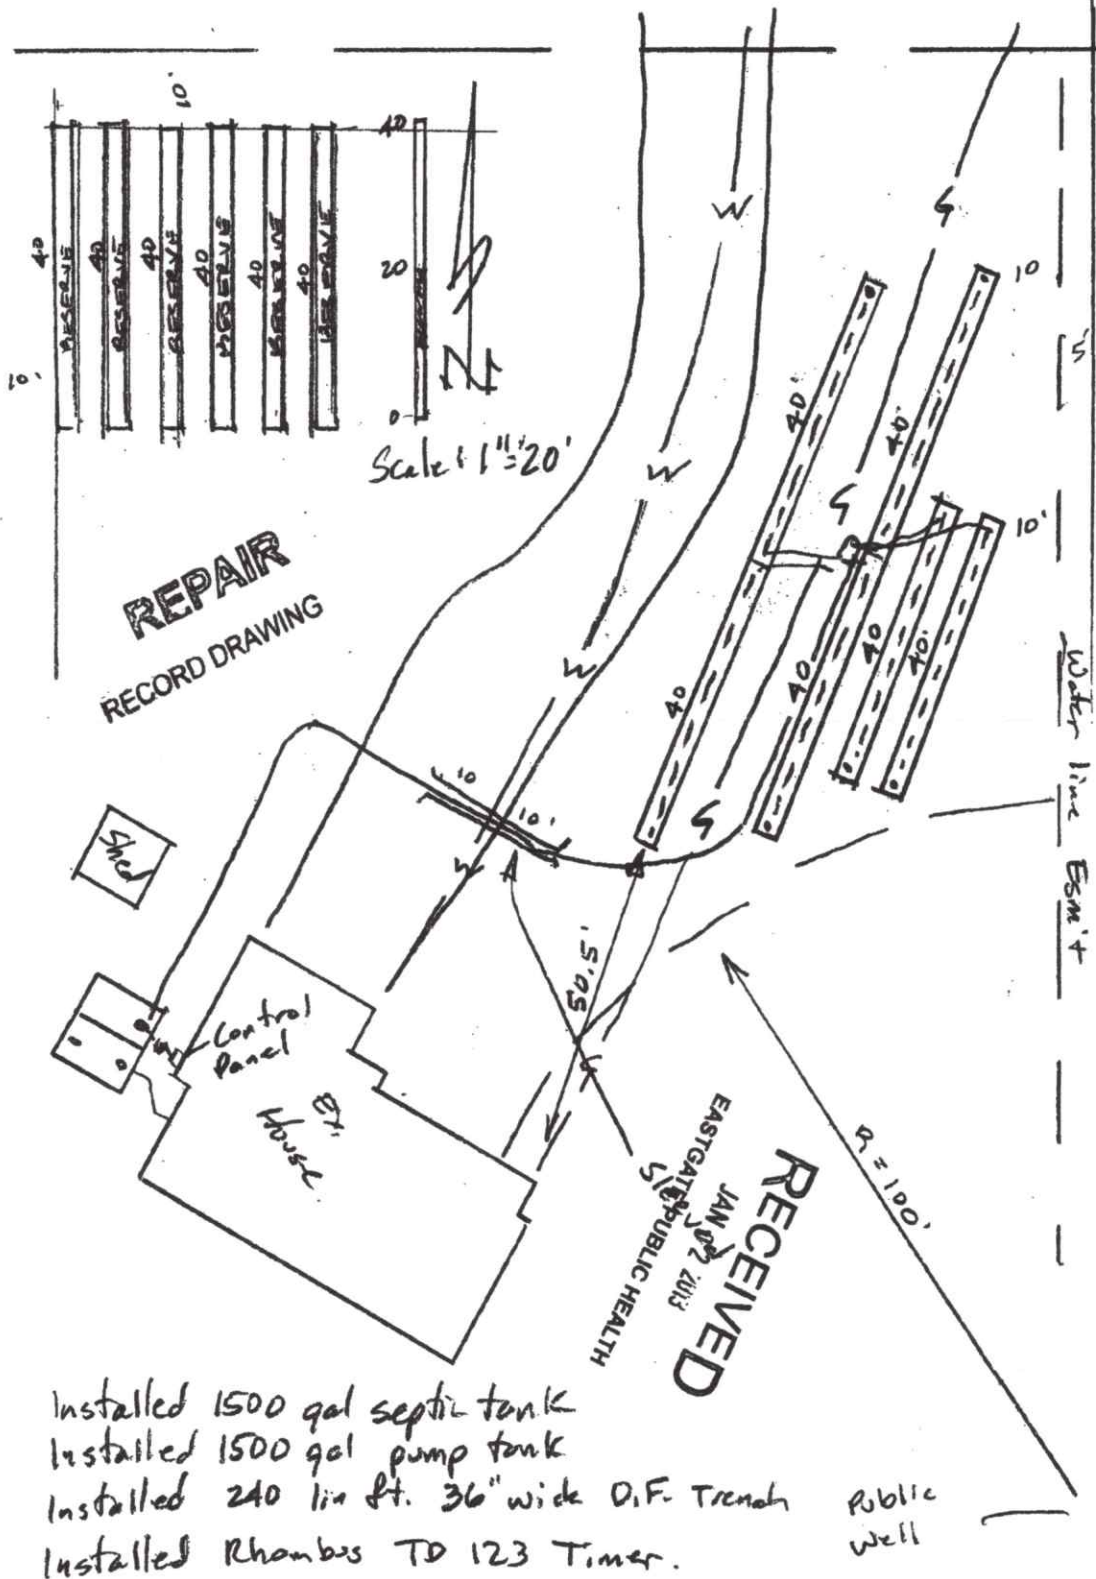 10'
40 RESERVE
40 RESERVE
40 RESERVE
40 RESERVE
40 RESERVE
40 RESERVE
10'
40
20
0
N
Scale: 1"=20'
W
W
W
G
G
G
10'
10'
5'
40'
40'
40
40
40
40'
REPAIR
RECORD DRAWING
Water line Esm't
10
10'
Shed
Control
Panel
Ex.
House
50.5'
R=100'
RECEIVED
JAN 02 2013
EASTGATE PUBLIC HEALTH
Installed 1500 gal septic tank
Installed 1500 gal pump tank
Installed 240 lin ft. 36" wide D.F. Trench
Installed Rhombus TD 123 Timer.
Public
Well